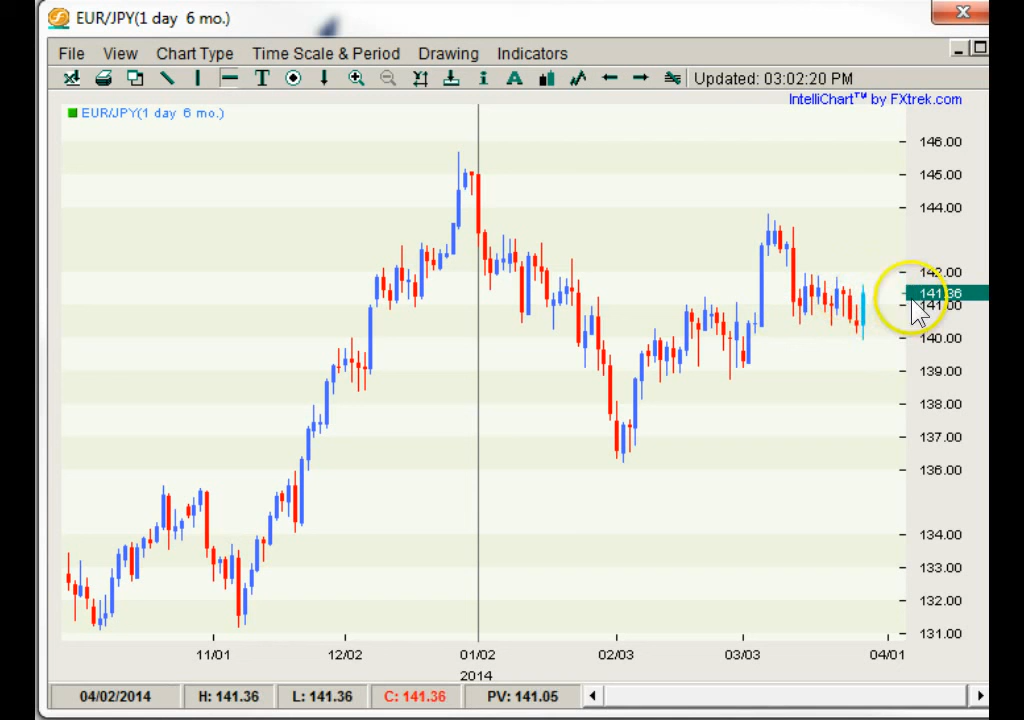 EUR/JPY(1 day 6 mo.)
File View Chart Type Time Scale & Period Drawing Indicators
Updated: 03:02:20 PM
IntelliChart™ by FXtrek.com
EUR/JPY(1 day 6 mo.)
146.00
145.00
144.00
142.00
141.36
141.00
140.00
139.00
138.00
137.00
136.00
134.00
133.00
132.00
131.00
11/01 12/02 01/02 02/03 03/03 04/01
2014
04/02/2014 H: 141.36 L: 141.36 C: 141.36 PV: 141.05